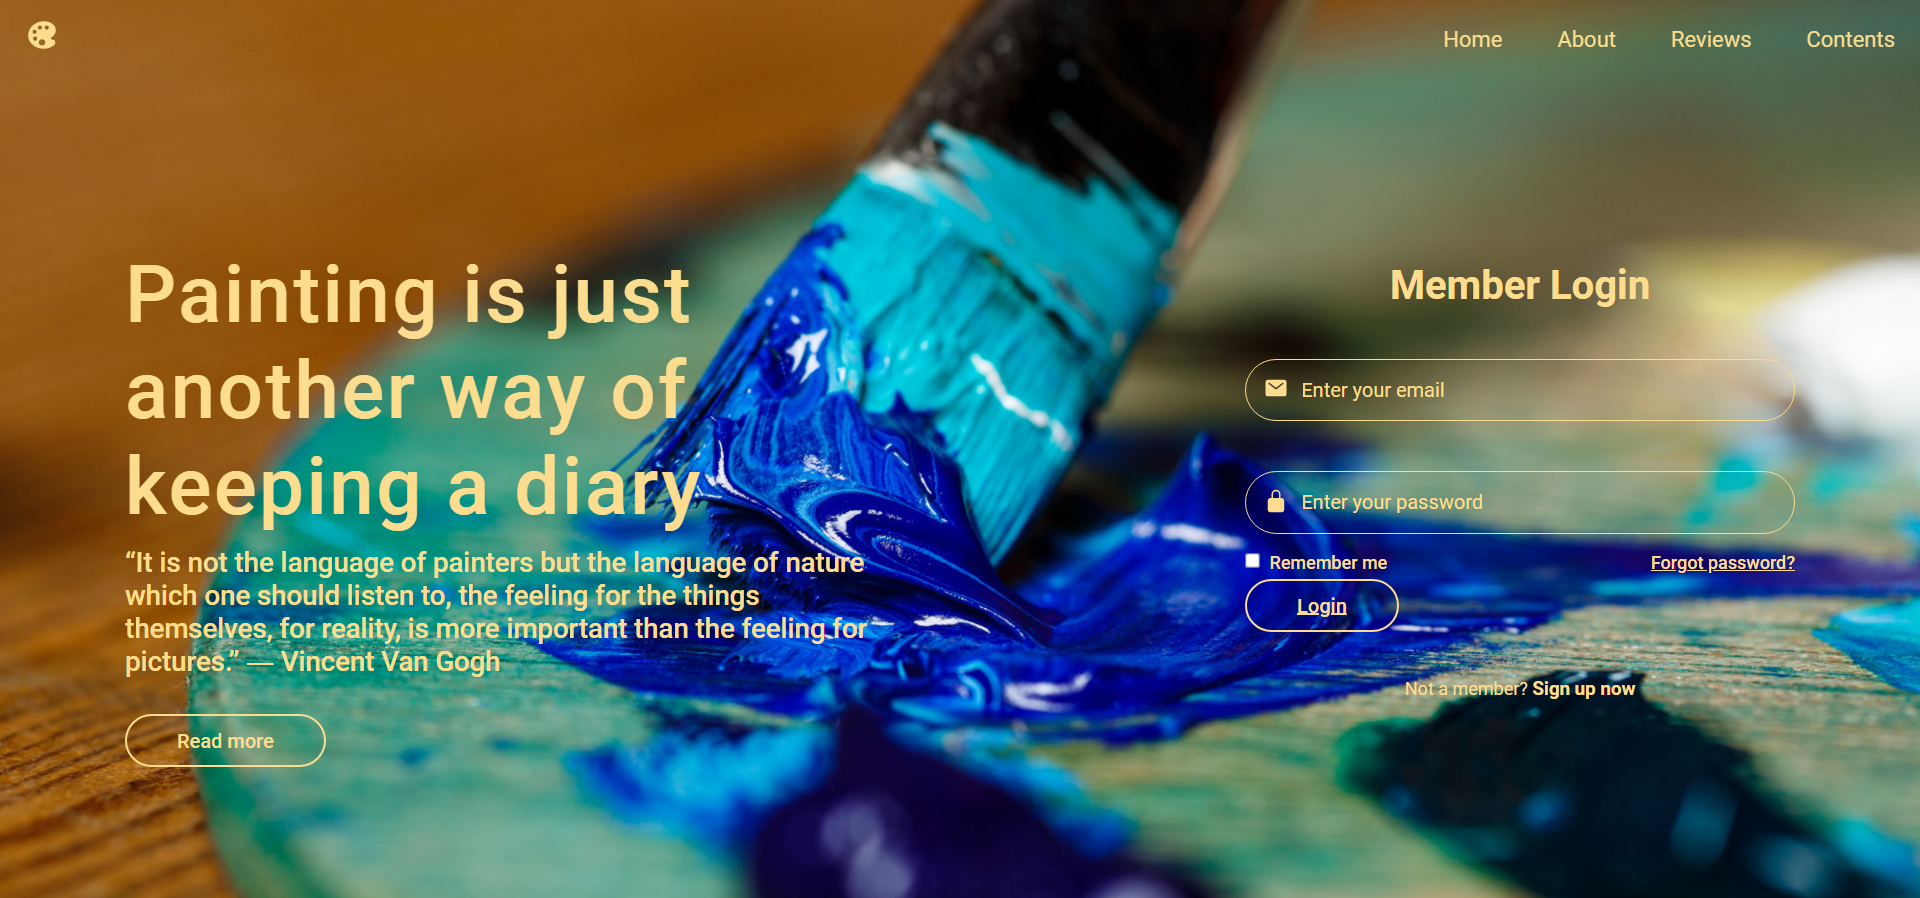 Home About Reviews Contents
Painting is just
another way of
keeping a diary
“It is not the language of painters but the language of nature
which one should listen to, the feeling for the things
themselves, for reality, is more important than the feeling for
pictures.” ― Vincent Van Gogh
Read more
Member Login
Enter your email
Enter your password
Remember me Forgot password?
Login
Not a member? Sign up now